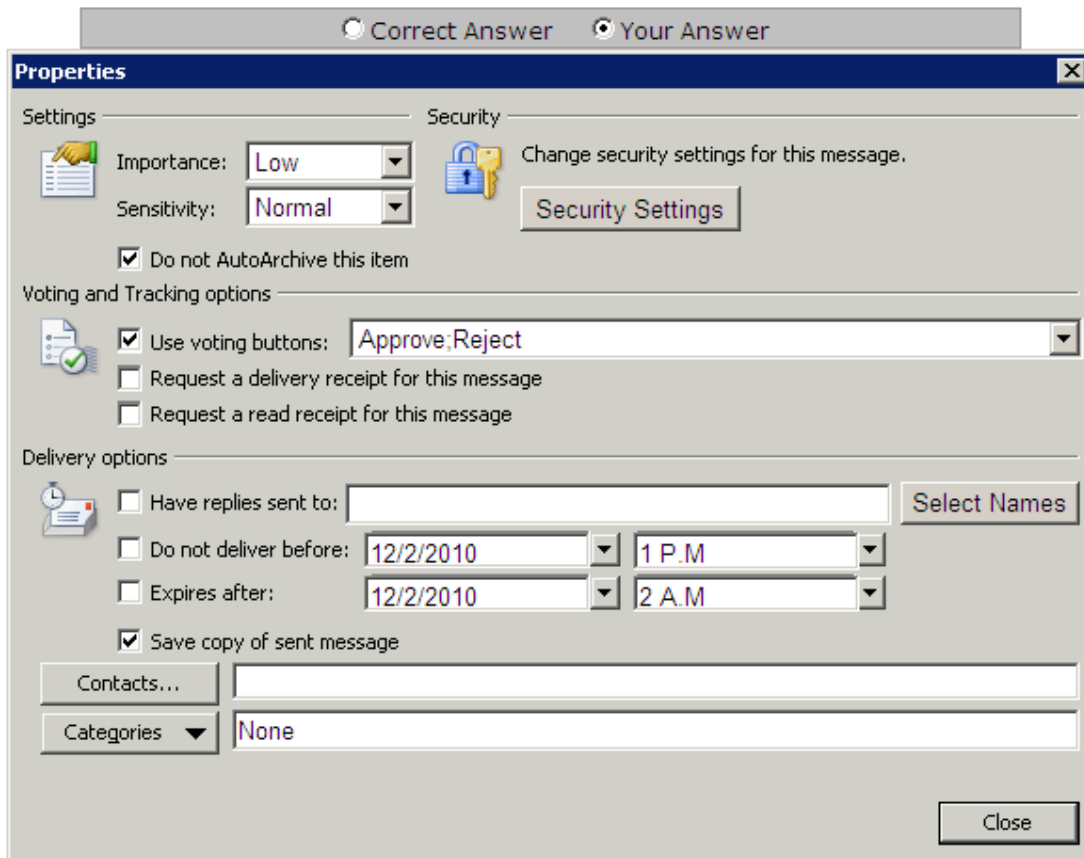 Correct Answer Your Answer
Properties
Settings Security
Importance: Low Change security settings for this message.
Sensitivity: Normal Security Settings
Do not AutoArchive this item
Voting and Tracking options
Use voting buttons: Approve;Reject
Request a delivery receipt for this message
Request a read receipt for this message
Delivery options
Have replies sent to: Select Names
Do not deliver before: 12/2/2010 1 P.M
Expires after: 12/2/2010 2 A.M
Save copy of sent message
Contacts...
Categories None
Close